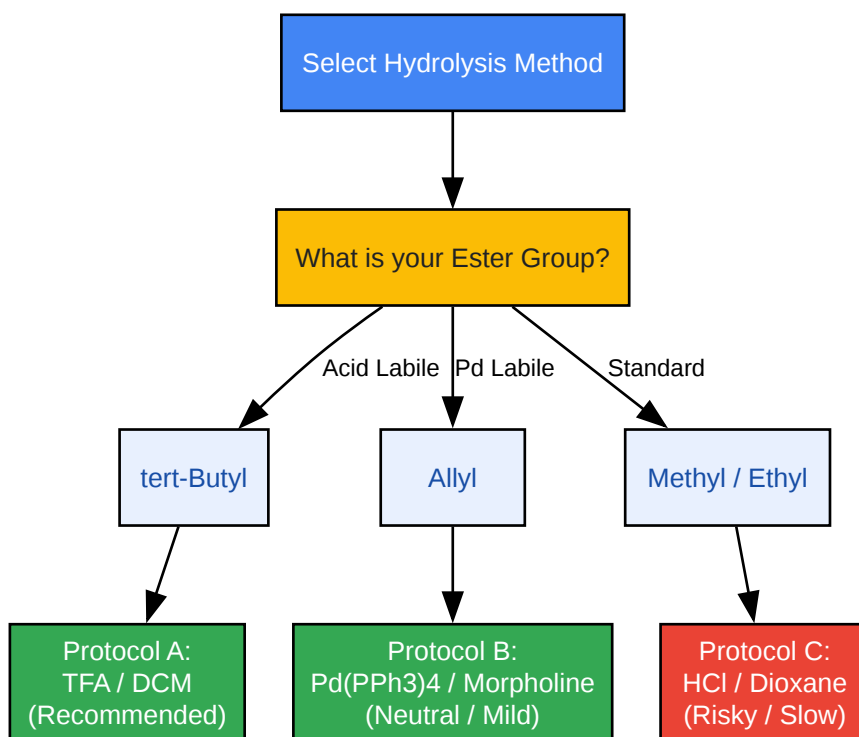 Select Hydrolysis Method
What is your Ester Group?
Acid Labile
Pd Labile
Standard
tert-Butyl
Allyl
Methyl / Ethyl
Protocol A:
TFA / DCM
(Recommended)
Protocol B:
Pd(PPh3)4 / Morpholine
(Neutral / Mild)
Protocol C:
HCl / Dioxane
(Risky / Slow)